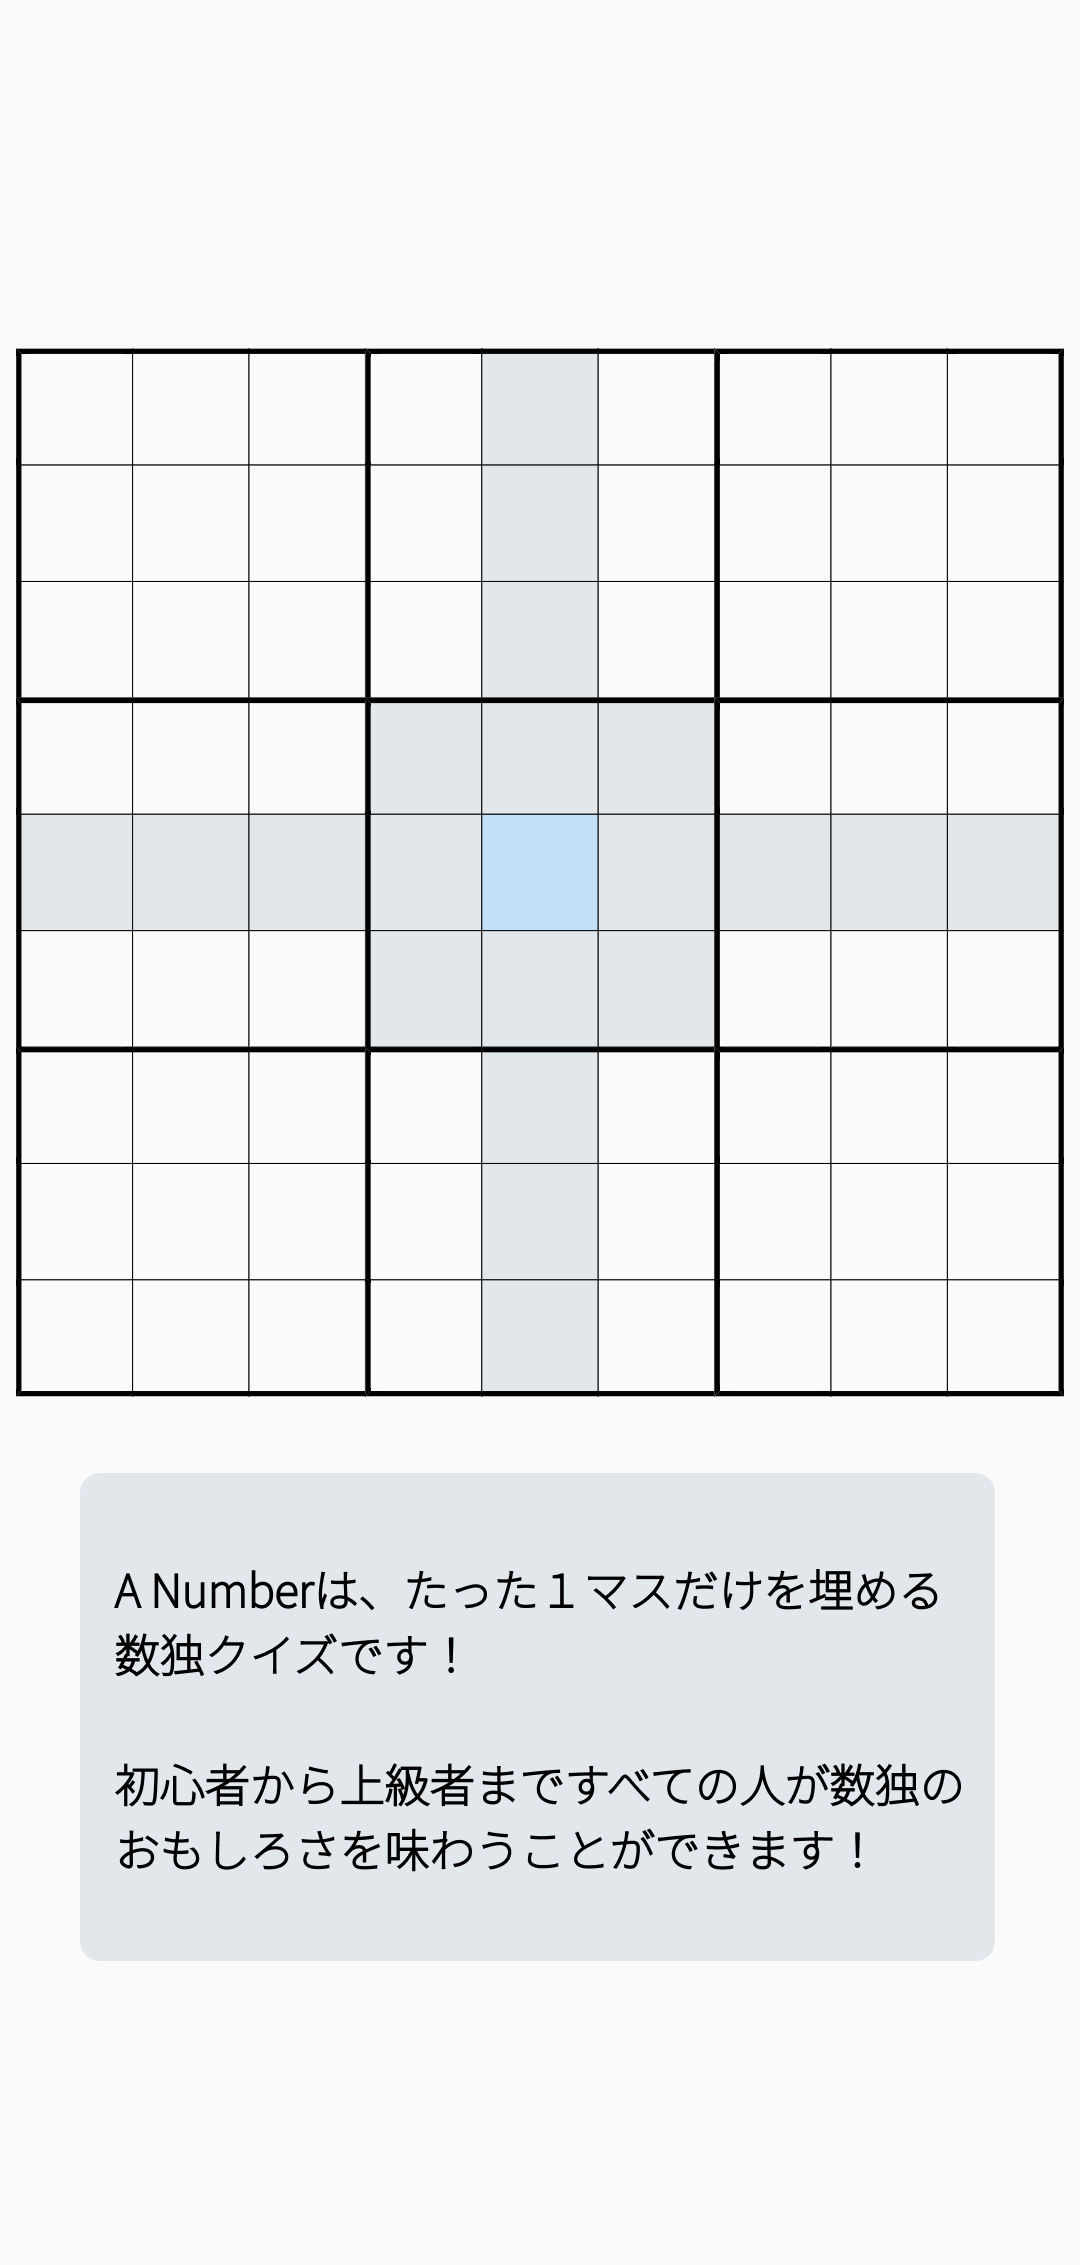 A Numberは、たった１マスだけを埋める
数独クイズです！
初心者から上級者まですべての人が数独の
おもしろさを味わうことができます！